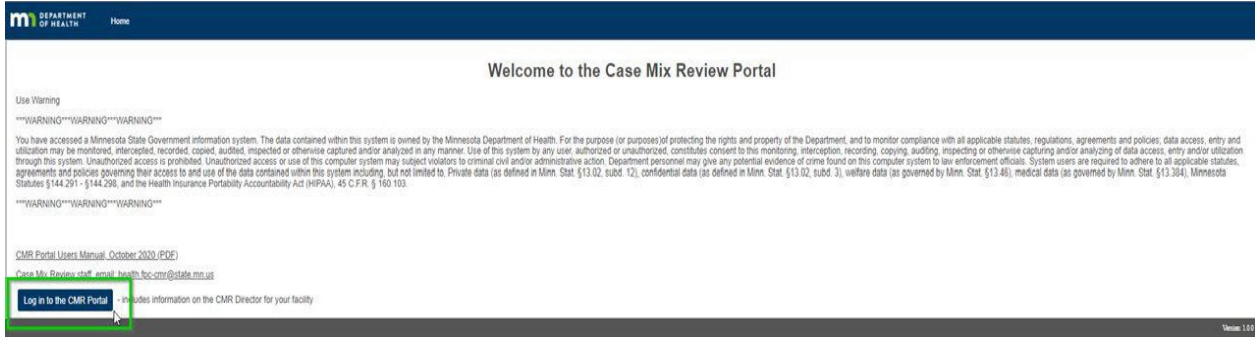 DEPARTMENT
OF HEALTH
Home
Welcome to the Case Mix Review Portal
Use Warning
***WARNING***WARNING***WARNING***
You have accessed a Minnesota State Government information system. The data contained within this system is owned by the Minnesota Department of Health. For the purpose (or purposes)of protecting the rights and property of the Department, and to monitor compliance with all applicable statutes, regulations, agreements and policies; data access, entry and
utilization may be monitored, intercepted, recorded, copied, audited, inspected or otherwise captured and/or analyzed in any manner. Use of this system by any user, authorized or unauthorized, constitutes consent to this monitoring, interception, recording, copying, auditing, inspecting or otherwise capturing and/or analyzing of data access, entry and/or utilization
through this system. Unauthorized access is prohibited. Unauthorized access or use of this computer system may subject violators to criminal civil and/or administrative action. Department personnel may give any potential evidence of crime found on this computer system to law enforcement officials. System users are required to adhere to all applicable statutes,
agreements and policies governing their access to and use of the data contained within this system including, but not limited to, Private data (as defined in Minn. Stat. §13.02, subd. 12), confidential data (as defined in Minn. Stat. §13.02, subd. 3), welfare data (as governed by Minn. Stat. §13.46), medical data (as governed by Minn. Stat. §13.384), Minnesota
Statutes §144.291 - §144.298, and the Health Insurance Portability Accountability Act (HIPAA), 45 C.F.R. § 160.103.
***WARNING***WARNING***WARNING***
CMR Portal Users Manual, October 2020 (PDF)
Case Mix Review staff, email: health.fpc-cmr@state.mn.us
Log in to the CMR Portal - includes information on the CMR Director for your facility
Version: 1.0.0